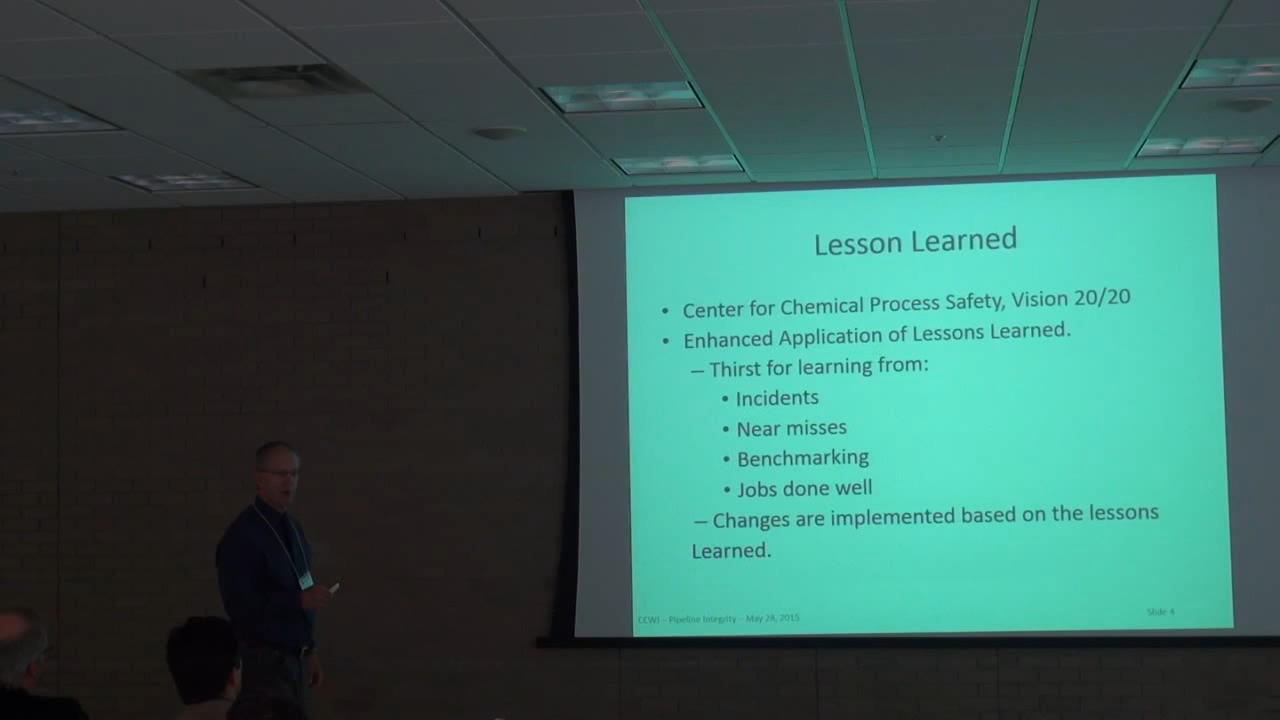 Lesson Learned
• Center for Chemical Process Safety, Vision 20/20
• Enhanced Application of Lessons Learned.
– Thirst for learning from:
• Incidents
• Near misses
• Benchmarking
• Jobs done well
– Changes are implemented based on the lessons
Learned.
CCWI – Pipeline Integrity – May 28, 2015
Slide 4